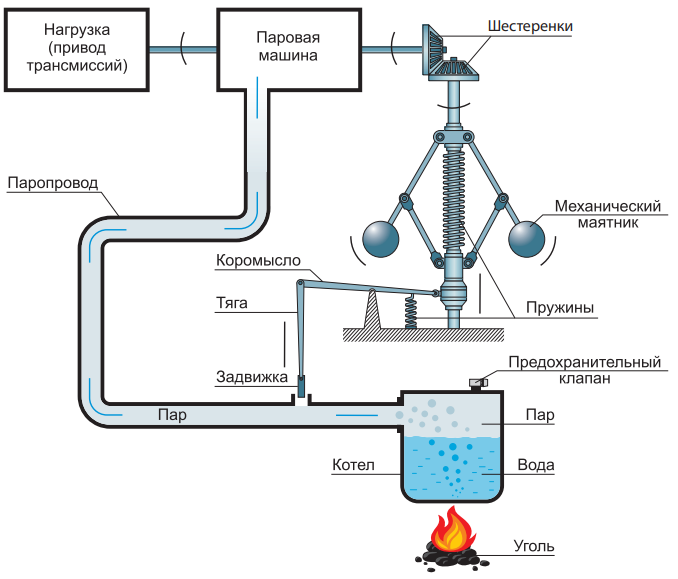 Нагрузка
(привод
трансмиссий)
Паровая
машина
Шестеренки
Паропровод
Механический
маятник
Коромысло
Тяга
Пружины
Задвижка
Предохранительный
клапан
Пар
Пар
Котел
Вода
Уголь